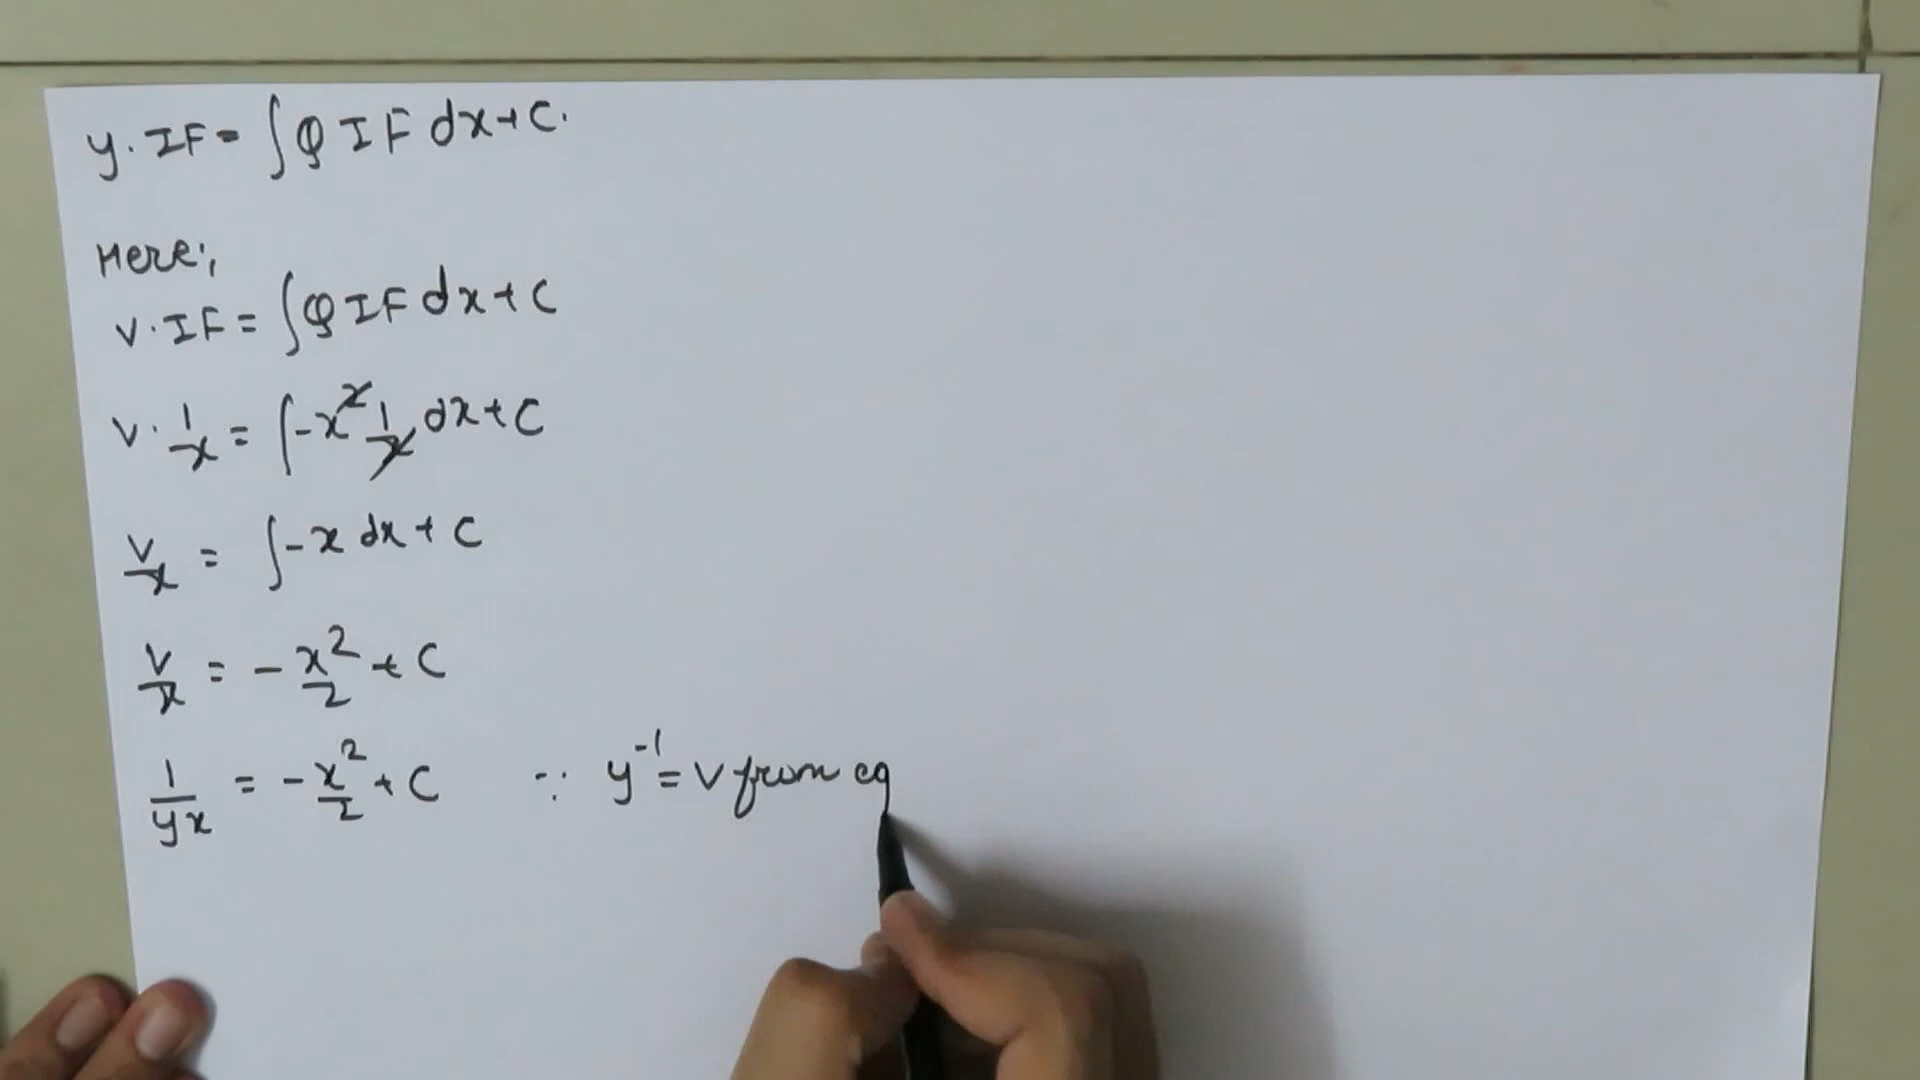 y. IF = ∫ Q IF dx + C.
Here;
V. IF = ∫ Q IF dx + C
V. 1/x = ∫ -x² 1/x dx + C
V/x = ∫ -x dx + C
V/x = -x²/2 + C
1/yx = -x²/2 + C ∵ y⁻¹ = V from eq